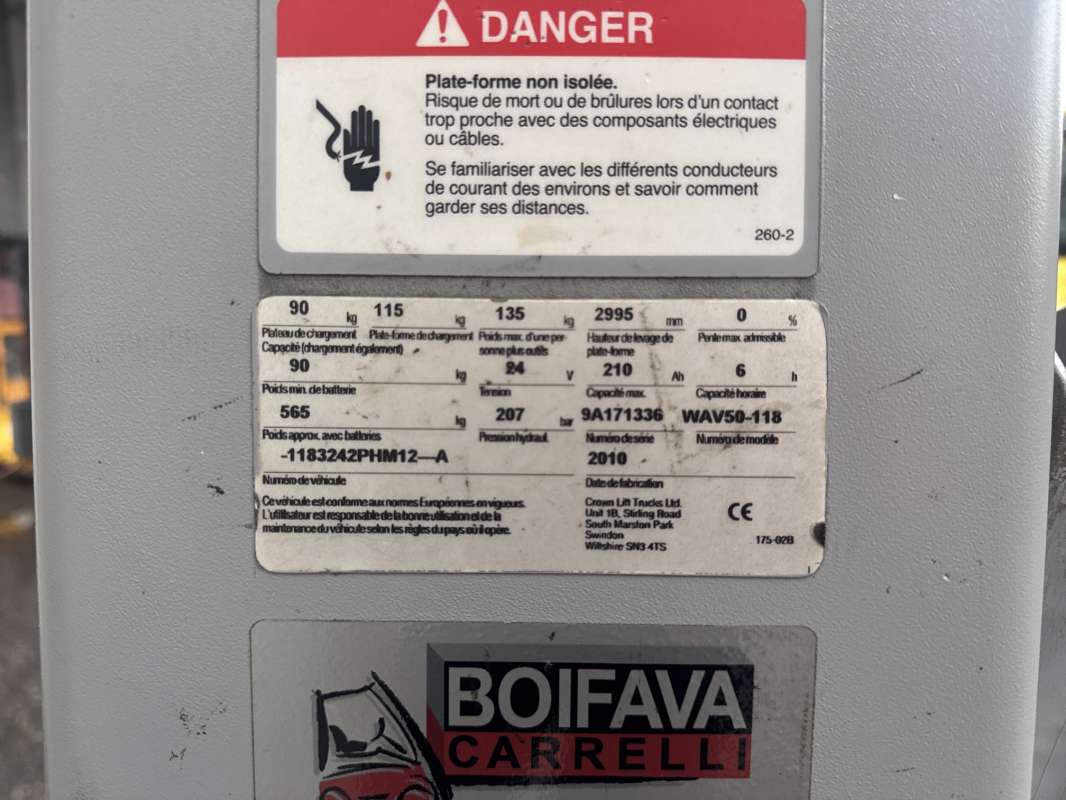 DANGER
Plate-forme non isolée.
Risque de mort ou de brûlures lors d'un contact
trop proche avec des composants électriques
ou câbles.
Se familiariser avec les différents conducteurs
de courant des environs et savoir comment
garder ses distances.
260-2
90 kg 115 kg 135 kg 2995 mm 0 %
Plateau de chargement Plate-forme de chargement Poids max. d'une per- Hauteur de levage de Pente max. admissible
Capacité (chargement également) sonne plus outils plate-forme
90 kg 24 V 210 Ah 6 h
Poids min. de batterie Tension Capacité max. Capacité horaire
565 kg 207 bar 9A171336 WAV50-118
Poids approx. avec batteries Pression hydraul. Numéro de série Numéro de modèle
-1183242PHM12-A 2010
Numéro de véhicule Date de fabrication
Ce véhicule est conforme aux normes Européennes en vigueurs.
L'utilisateur est responsable de la bonne utilisation et de la
maintenance du véhicule selon les règles du pays où il opère.
Crown Lift Trucks Ltd.
Unit 1B, Stirling Road
South Marston Park
Swindon
Wiltshire SN3 4TS
CE
175-02B
BOIFAVA
CARRELLI